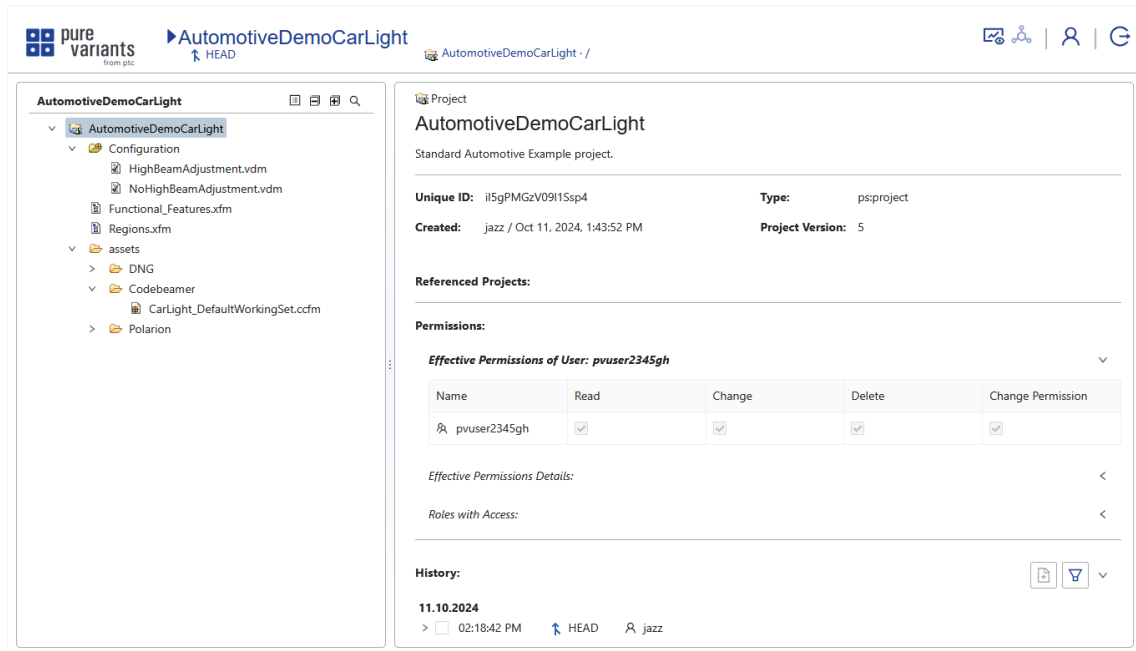 pure
variants
from ptc
AutomotiveDemoCarLight
HEAD
AutomotiveDemoCarLight · /
AutomotiveDemoCarLight
AutomotiveDemoCarLight
Configuration
HighBeamAdjustment.vdm
NoHighBeamAdjustment.vdm
Functional_Features.xfm
Regions.xfm
assets
DNG
Codebeamer
CarLight_DefaultWorkingSet.ccfm
Polarion
Project
AutomotiveDemoCarLight
Standard Automotive Example project.
Unique ID: iI5gPMGzV09I1Ssp4 Type: ps:project
Created: jazz / Oct 11, 2024, 1:43:52 PM Project Version: 5
Referenced Projects:
Permissions:
Effective Permissions of User: pvuser2345gh
Name Read Change Delete Change Permission
pvuser2345gh
Effective Permissions Details:
Roles with Access:
History:
11.10.2024
02:18:42 PM HEAD jazz